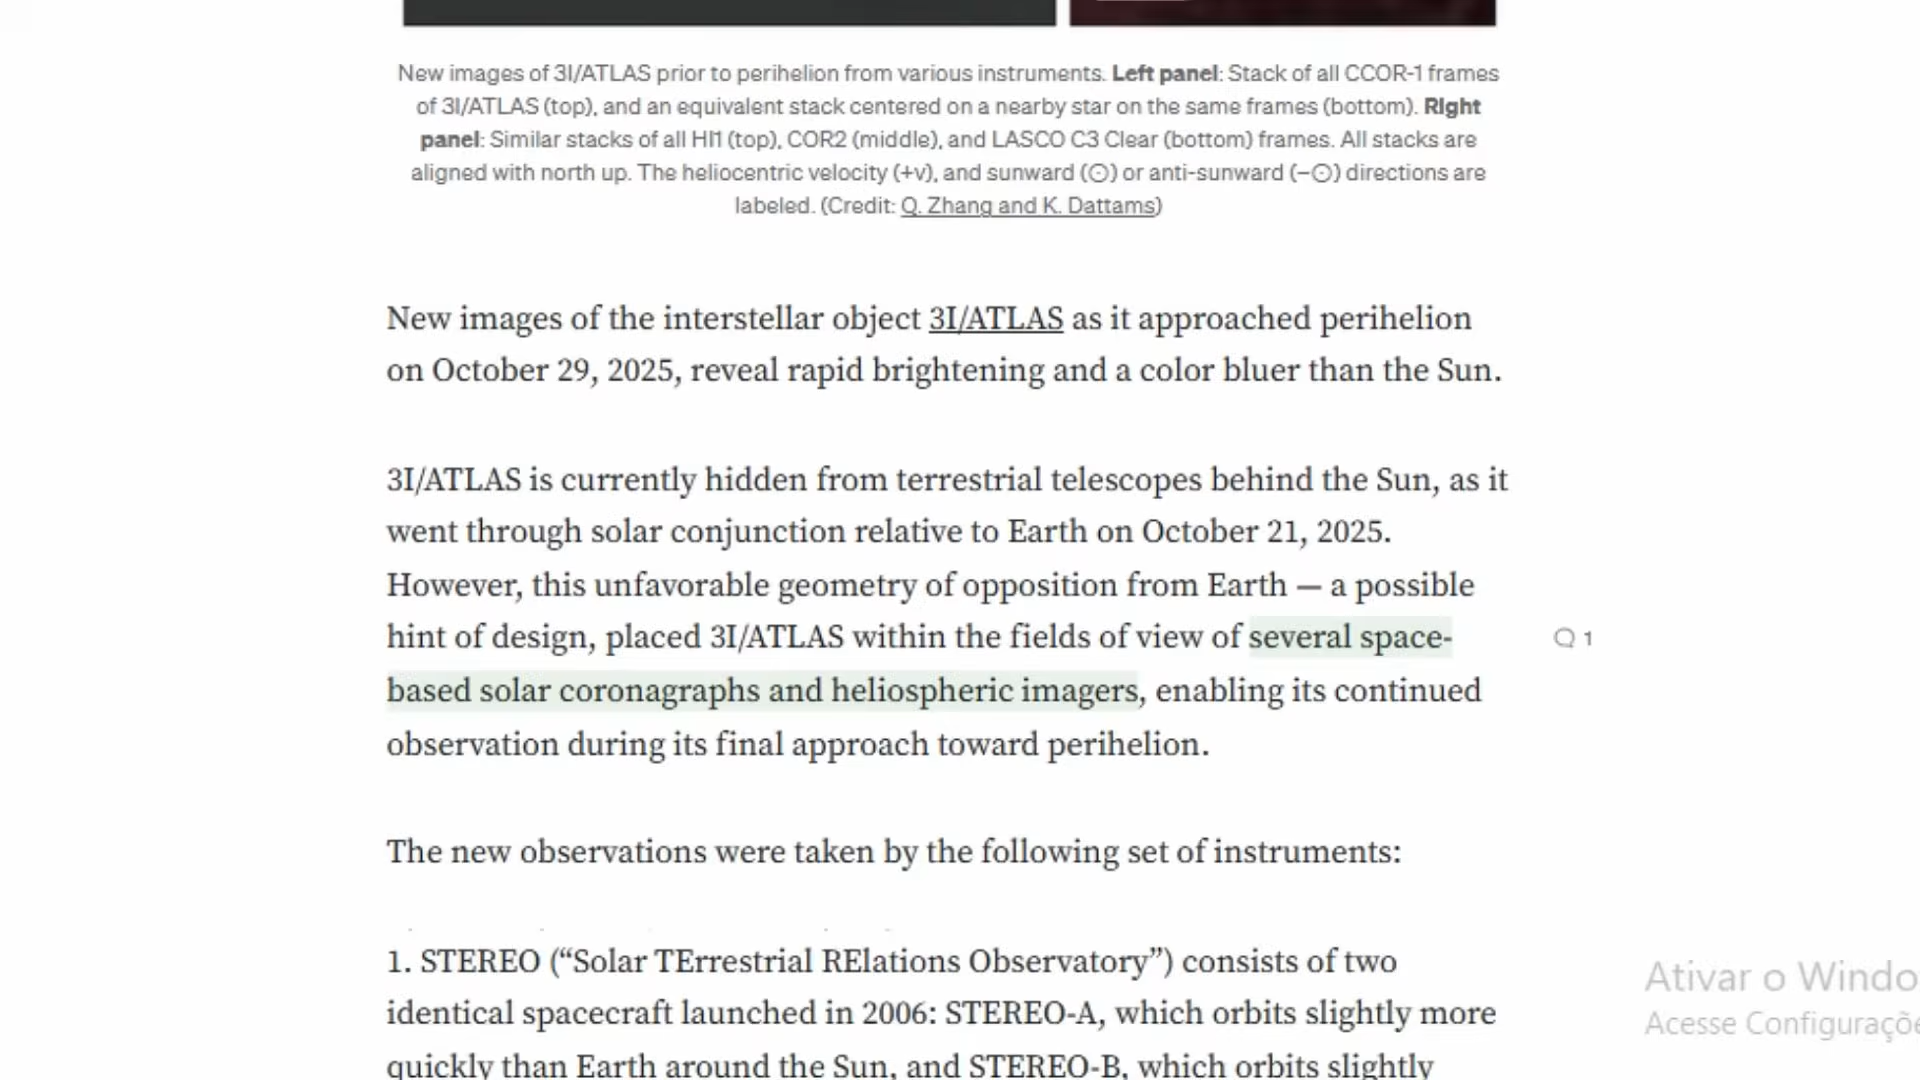 New images of 3I/ATLAS prior to perihelion from various instruments. Left panel: Stack of all CCOR-1 frames
of 3I/ATLAS (top), and an equivalent stack centered on a nearby star on the same frames (bottom). RIght
panel: Similar stacks of all HI1 (top), COR2 (middle), and LASCO C3 Clear (bottom) frames. All stacks are
aligned with north up. The heliocentric velocity (+v), and sunward (⊙) or anti-sunward (−⊙) directions are
labeled. (Credit: Q. Zhang and K. Dattams)
New images of the interstellar object 3I/ATLAS as it approached perihelion
on October 29, 2025, reveal rapid brightening and a color bluer than the Sun.
3I/ATLAS is currently hidden from terrestrial telescopes behind the Sun, as it
went through solar conjunction relative to Earth on October 21, 2025.
However, this unfavorable geometry of opposition from Earth — a possible
hint of design, placed 3I/ATLAS within the fields of view of several space-
based solar coronagraphs and heliospheric imagers, enabling its continued
observation during its final approach toward perihelion.
1
The new observations were taken by the following set of instruments:
1. STEREO (“Solar TErrestrial RElations Observatory”) consists of two
identical spacecraft launched in 2006: STEREO-A, which orbits slightly more
quickly than Earth around the Sun, and STEREO-B, which orbits slightly
Ativar o Windo
Acesse Configuraçõe